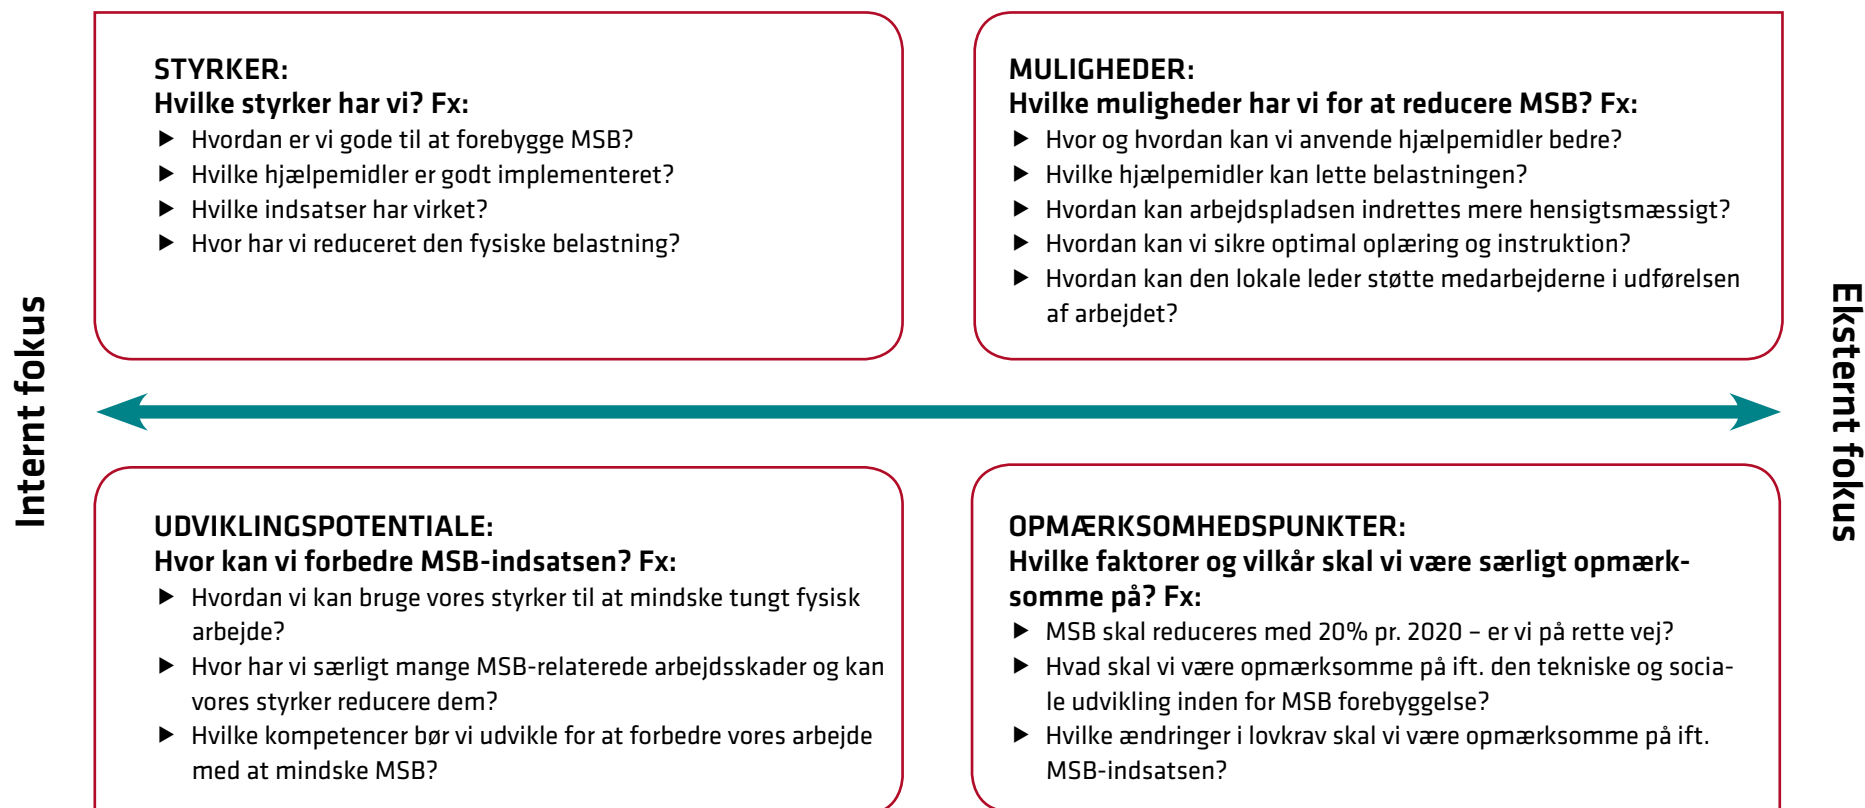 STYRKER:
Hvilke styrker har vi? Fx:
▶ Hvordan er vi gode til at forebygge MSB?
▶ Hvilke hjælpemidler er godt implementeret?
▶ Hvilke indsatser har virket?
▶ Hvor har vi reduceret den fysiske belastning?
MULIGHEDER:
Hvilke muligheder har vi for at reducere MSB? Fx:
▶ Hvor og hvordan kan vi anvende hjælpemidler bedre?
▶ Hvilke hjælpemidler kan lette belastningen?
▶ Hvordan kan arbejdspladsen indrettes mere hensigtsmæssigt?
▶ Hvordan kan vi sikre optimal oplæring og instruktion?
▶ Hvordan kan den lokale leder støtte medarbejderne i udførelsen
af arbejdet?
Internt fokus
Eksternt fokus
UDVIKLINGSPOTENTIALE:
Hvor kan vi forbedre MSB-indsatsen? Fx:
▶ Hvordan vi kan bruge vores styrker til at mindske tungt fysisk
arbejde?
▶ Hvor har vi særligt mange MSB-relaterede arbejdsskader og kan
vores styrker reducere dem?
▶ Hvilke kompetencer bør vi udvikle for at forbedre vores arbejde
med at mindske MSB?
OPMÆRKSOMHEDSPUNKTER:
Hvilke faktorer og vilkår skal vi være særligt opmærk-
somme på? Fx:
▶ MSB skal reduceres med 20% pr. 2020 – er vi på rette vej?
▶ Hvad skal vi være opmærksomme på ift. den tekniske og socia-
le udvikling inden for MSB forebyggelse?
▶ Hvilke ændringer i lovkrav skal vi være opmærksomme på ift.
MSB-indsatsen?